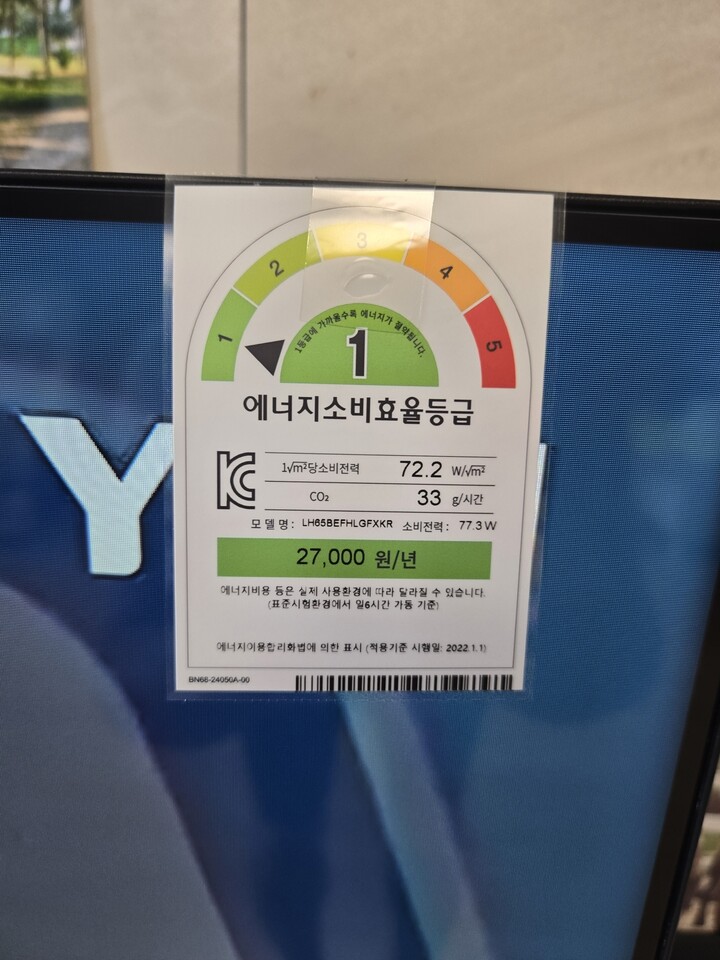 Y
1 2 3 4 5
1등급에 가까울수록 에너지가 절약됩니다.
1
에너지소비효율등급
1√m²당소비전력 72.2 W/√m²
CO₂ 33 g/시간
모 델 명 : LH65BEFHLGFXKR 소비전력 : 77.3 W
27,000 원/년
에너지비용 등은 실제 사용환경에 따라 달라질 수 있습니다.
(표준시험환경에서 일6시간 가동 기준)
에너지이용합리화법에 의한 표시 (적용기준 시행일: 2022.1.1)
BN68-24050A-00